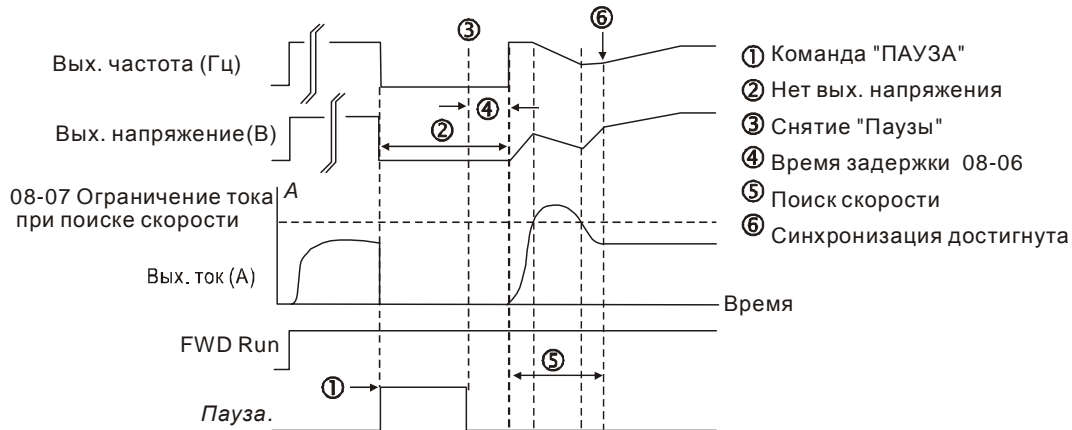 Вых. частота (Гц)
Вых. напряжение(В)
08-07 Ограничение тока
при поиске скорости
A
Вых. ток (А)
Время
FWD Run
Пауза.
③
⑥
④
②
⑤
①
① Команда "ПАУЗА"
② Нет вых. напряжения
③ Снятие "Паузы"
④ Время задержки 08-06
⑤ Поиск скорости
⑥ Синхронизация достигнута